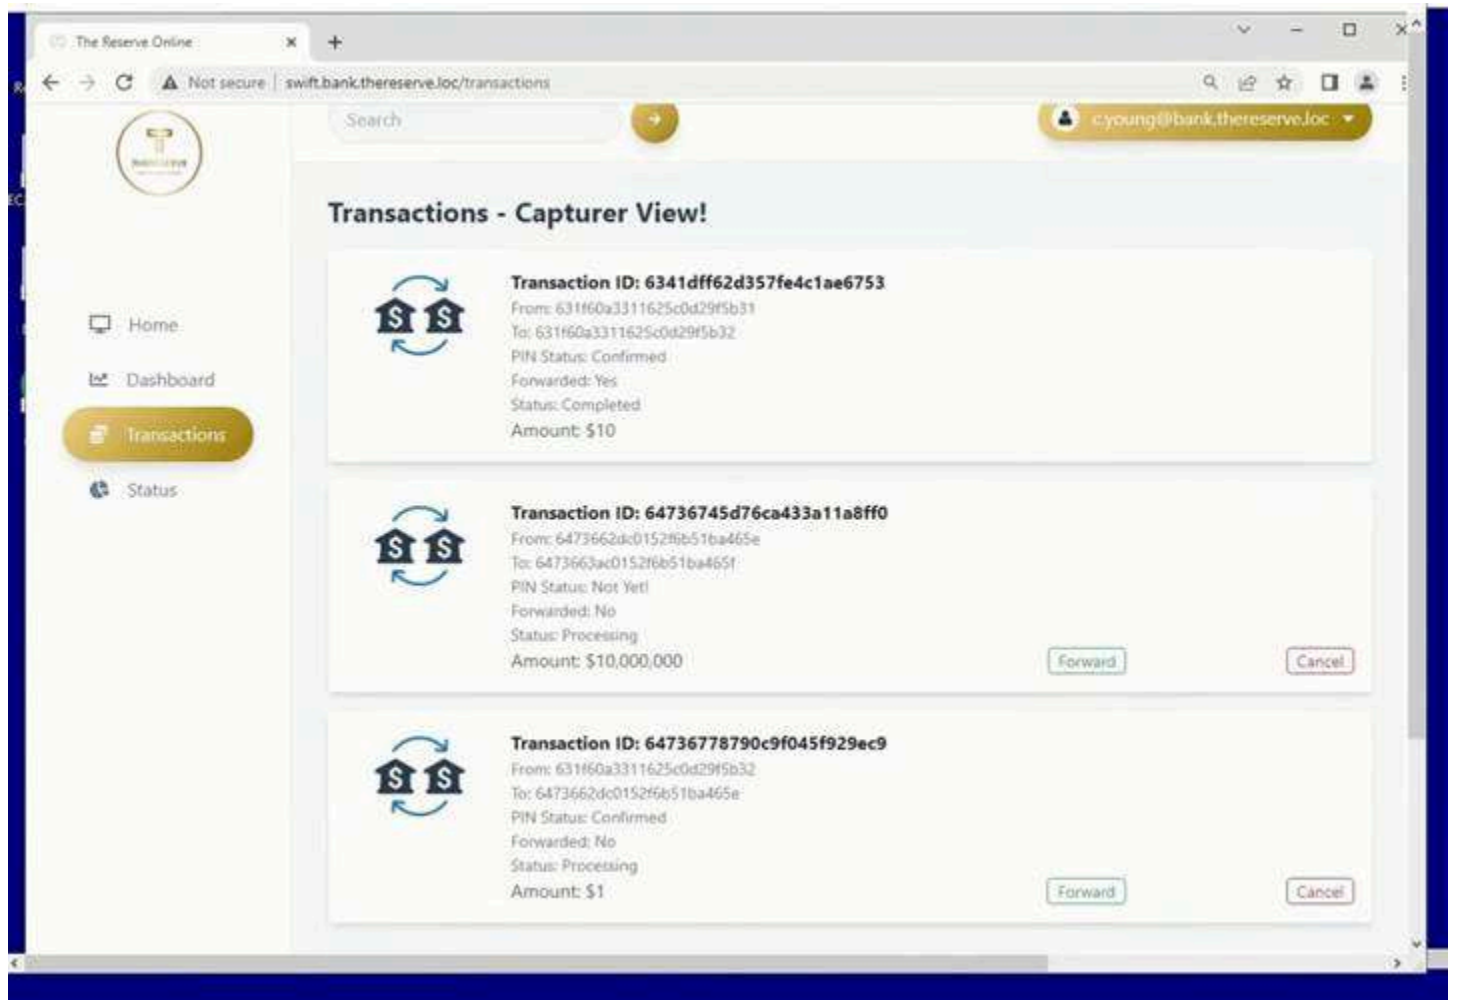 The Reserve Online
Not secure swift.bank.thereserve.loc/transactions
Search
c.young@bank.thereserve.loc
THERESERVE
Transactions - Capturer View!
Home
Dashboard
Transactions
Status
Transaction ID: 6341dff62d357fe4c1ae6753
From: 631f60a3311625c0d29f5b31
To: 631f60a3311625c0d29f5b32
PIN Status: Confirmed
Forwarded: Yes
Status: Completed
Amount: $10
Transaction ID: 64736745d76ca433a11a8ff0
From: 6473662dc0152f6b51ba465e
To: 6473663ac0152f6b51ba465f
PIN Status: Not Yet!
Forwarded: No
Status: Processing
Amount: $10,000,000
Forward
Cancel
Transaction ID: 64736778790c9f045f929ec9
From: 631f60a3311625c0d29f5b32
To: 6473662dc0152f6b51ba465e
PIN Status: Confirmed
Forwarded: No
Status: Processing
Amount: $1
Forward
Cancel